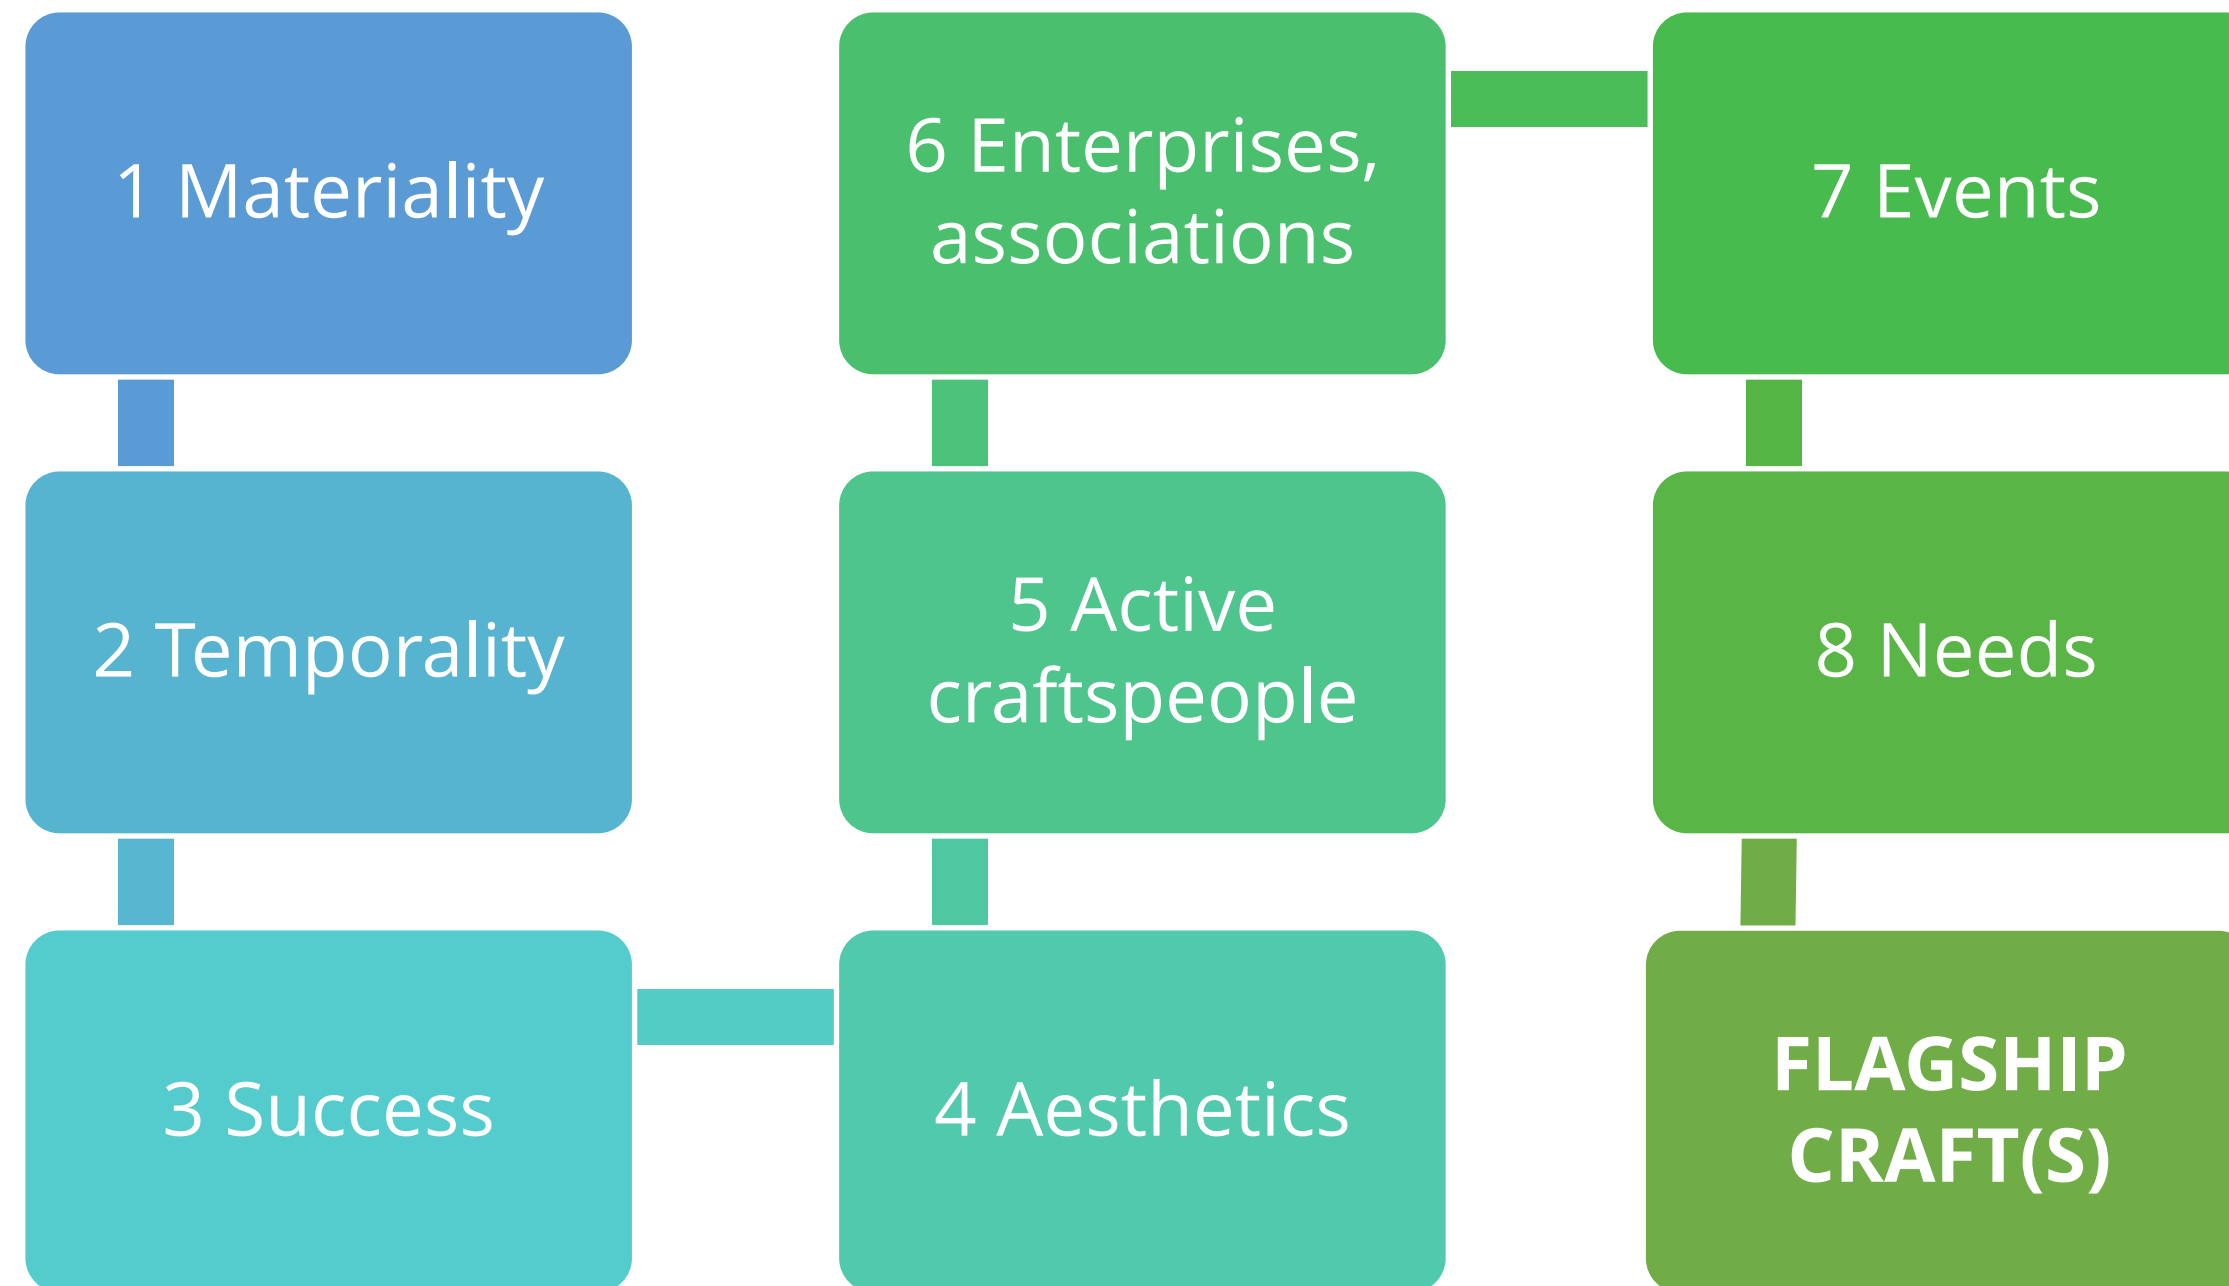 1 Materiality
2 Temporality
3 Success
4 Aesthetics
5 Active
craftspeople
6 Enterprises,
associations
7 Events
8 Needs
FLAGSHIP
CRAFT(S)